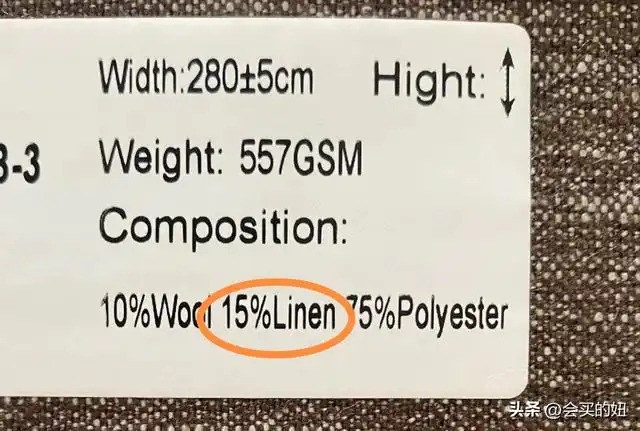 Width:280±5cm Hight:
8-3 Weight: 557GSM
Composition:
10%Wool 15%Linen 75%Polyester
头条 @会买的妞